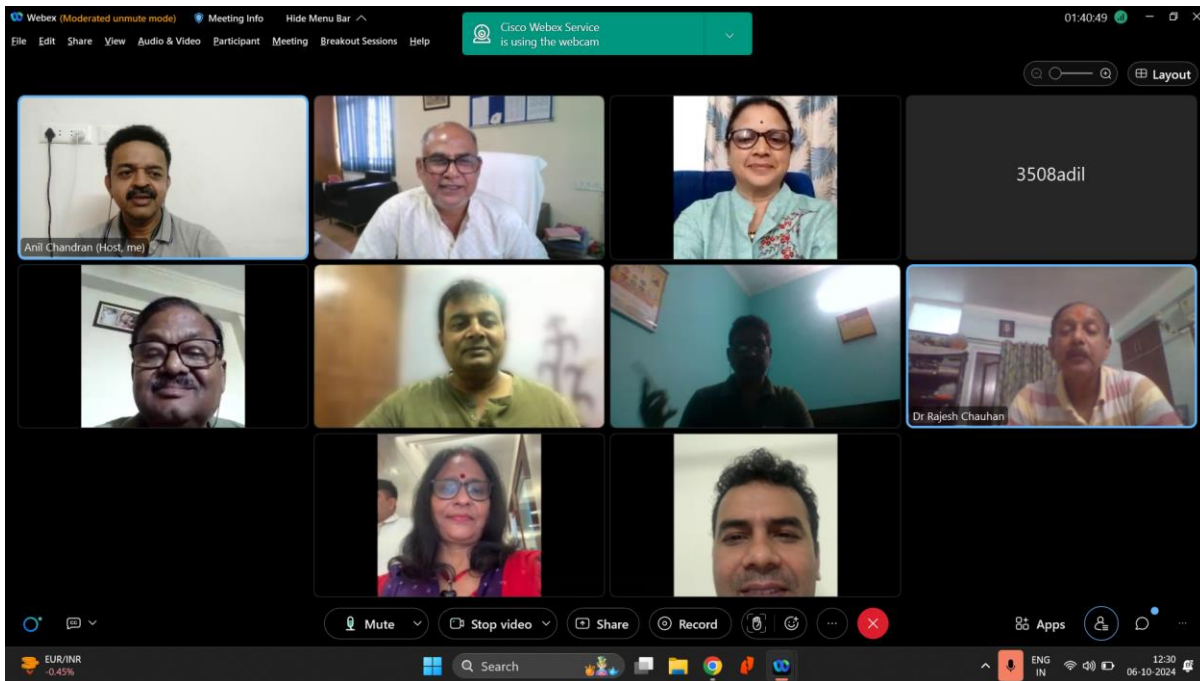 Webex (Moderated unmute mode) Meeting Info Hide Menu Bar
Cisco Webex Service
is using the webcam
01:40:49
File Edit Share View Audio & Video Participant Meeting Breakout Sessions Help
Layout
3508adil
Anil Chandran (Host, me)
Dr Rajesh Chauhan
CC
Mute
Stop video
Share
Record
Apps
EUR/INR
-0.45%
Search
ENG
IN
12:30
06-10-2024